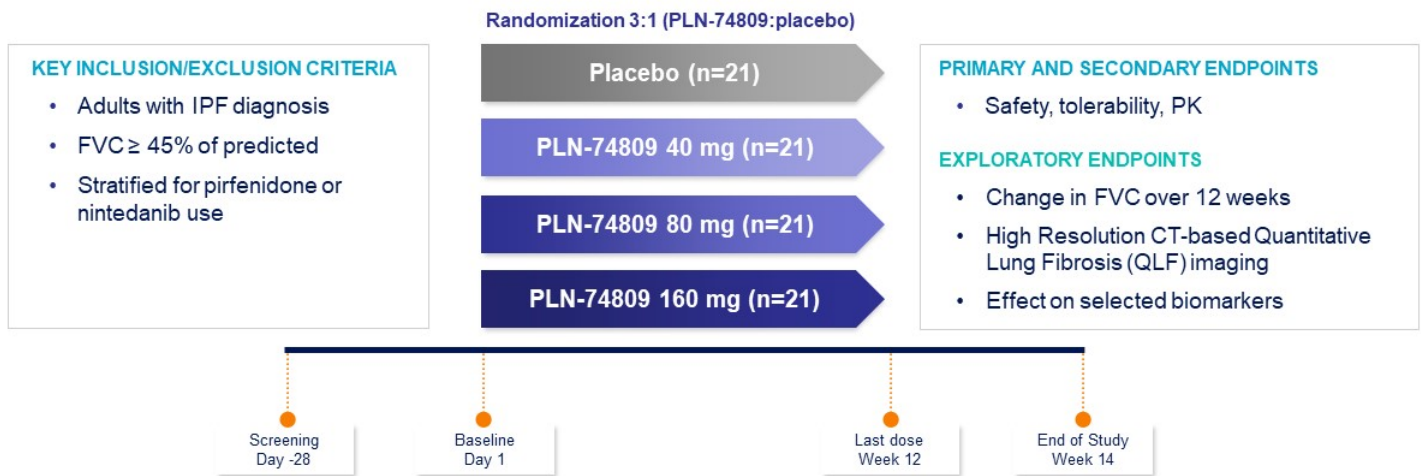 Randomization 3:1 (PLN-74809:placebo)
KEY INCLUSION/EXCLUSION CRITERIA
• Adults with IPF diagnosis
• FVC ≥ 45% of predicted
• Stratified for pirfenidone or
nintedanib use
Placebo (n=21)
PLN-74809 40 mg (n=21)
PLN-74809 80 mg (n=21)
PLN-74809 160 mg (n=21)
PRIMARY AND SECONDARY ENDPOINTS
• Safety, tolerability, PK
EXPLORATORY ENDPOINTS
• Change in FVC over 12 weeks
• High Resolution CT-based Quantitative
Lung Fibrosis (QLF) imaging
• Effect on selected biomarkers
Screening
Day -28
Baseline
Day 1
Last dose
Week 12
End of Study
Week 14